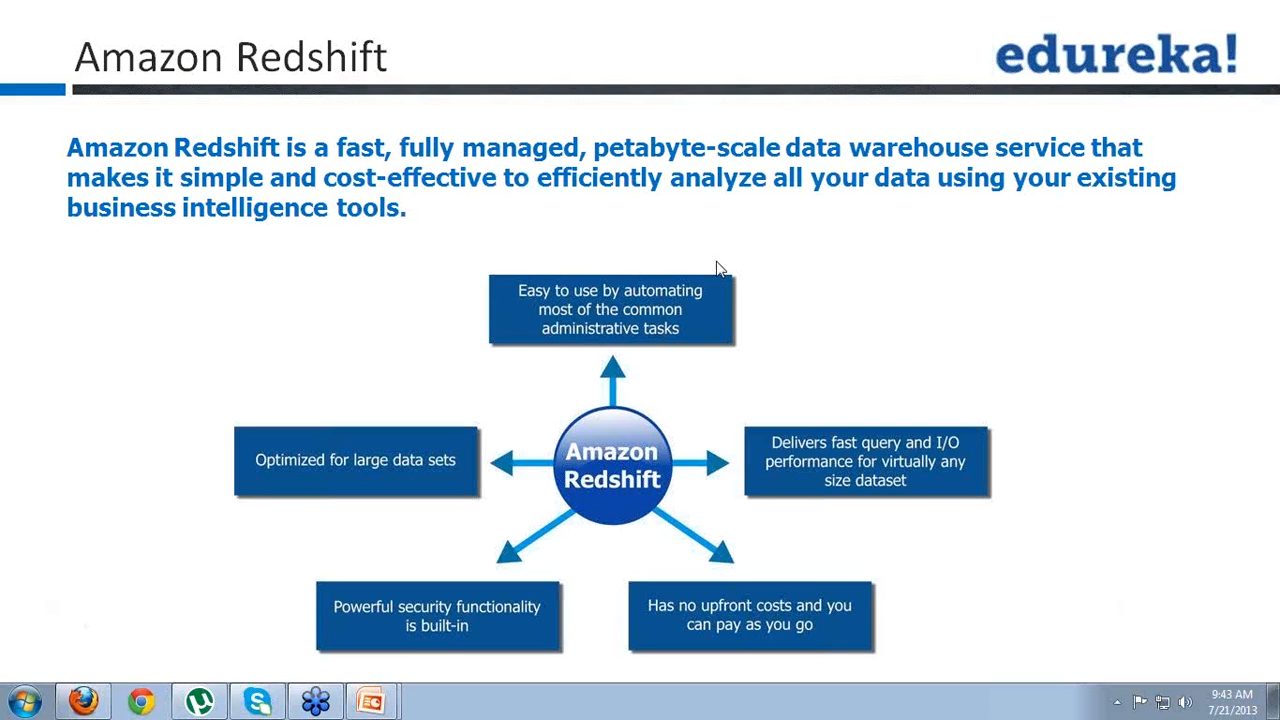 Amazon Redshift
edureka!
Amazon Redshift is a fast, fully managed, petabyte-scale data warehouse service that
makes it simple and cost-effective to efficiently analyze all your data using your existing
business intelligence tools.
Easy to use by automating
most of the common
administrative tasks
Optimized for large data sets
Amazon
Redshift
Delivers fast query and I/O
performance for virtually any
size dataset
Powerful security functionality
is built-in
Has no upfront costs and you
can pay as you go
9:43 AM
7/21/2013